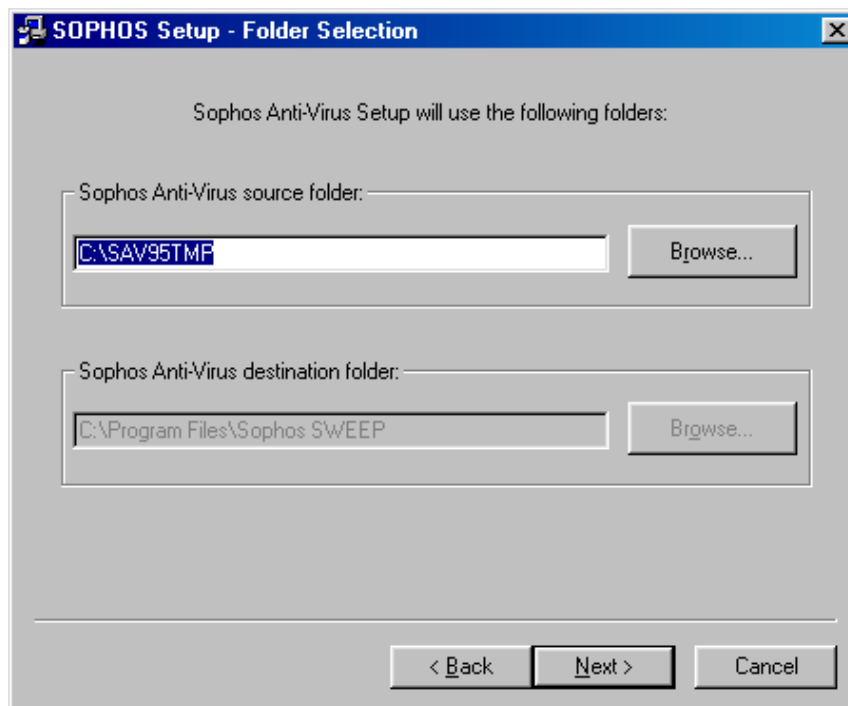 SOPHOS Setup - Folder Selection
Sophos Anti-Virus Setup will use the following folders:
Sophos Anti-Virus source folder:
C:\SAV95TMP
Browse...
Sophos Anti-Virus destination folder:
C:\Program Files\Sophos SWEEP
Browse...
< Back
Next >
Cancel